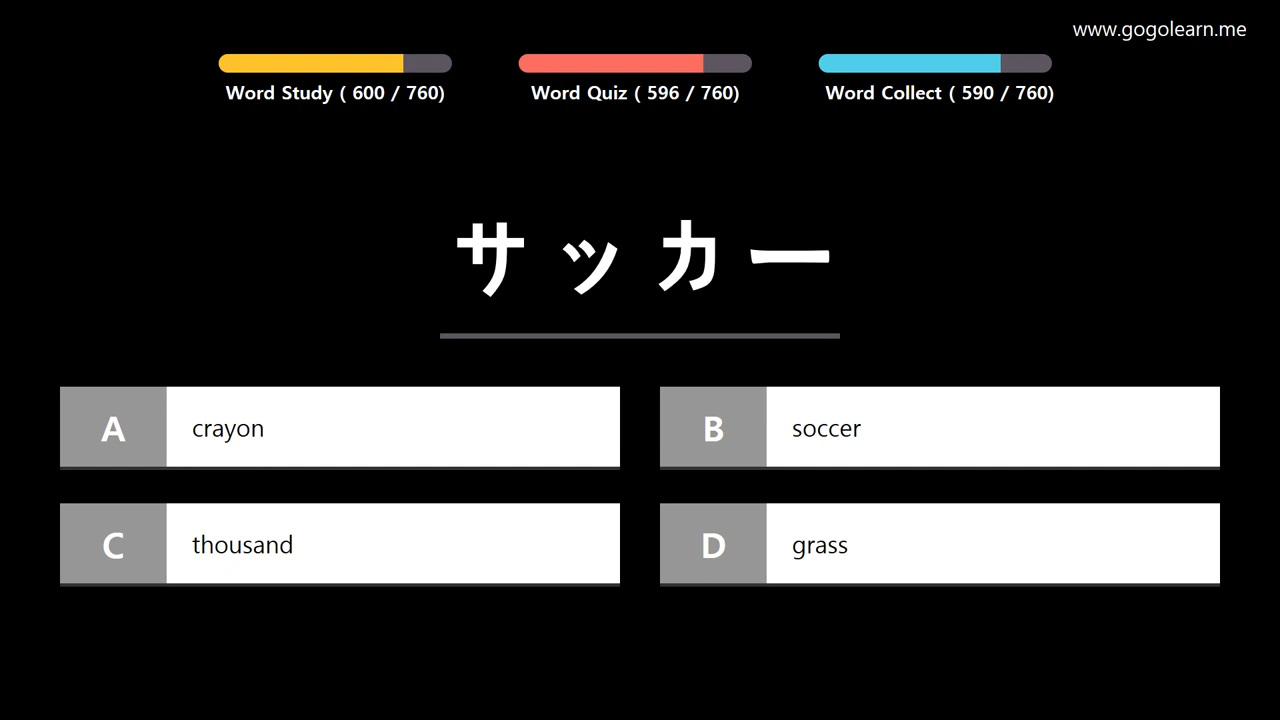 www.gogolearn.me
Word Study ( 600 / 760)
Word Quiz ( 596 / 760)
Word Collect ( 590 / 760)
サッカー
A crayon
B soccer
C thousand
D grass